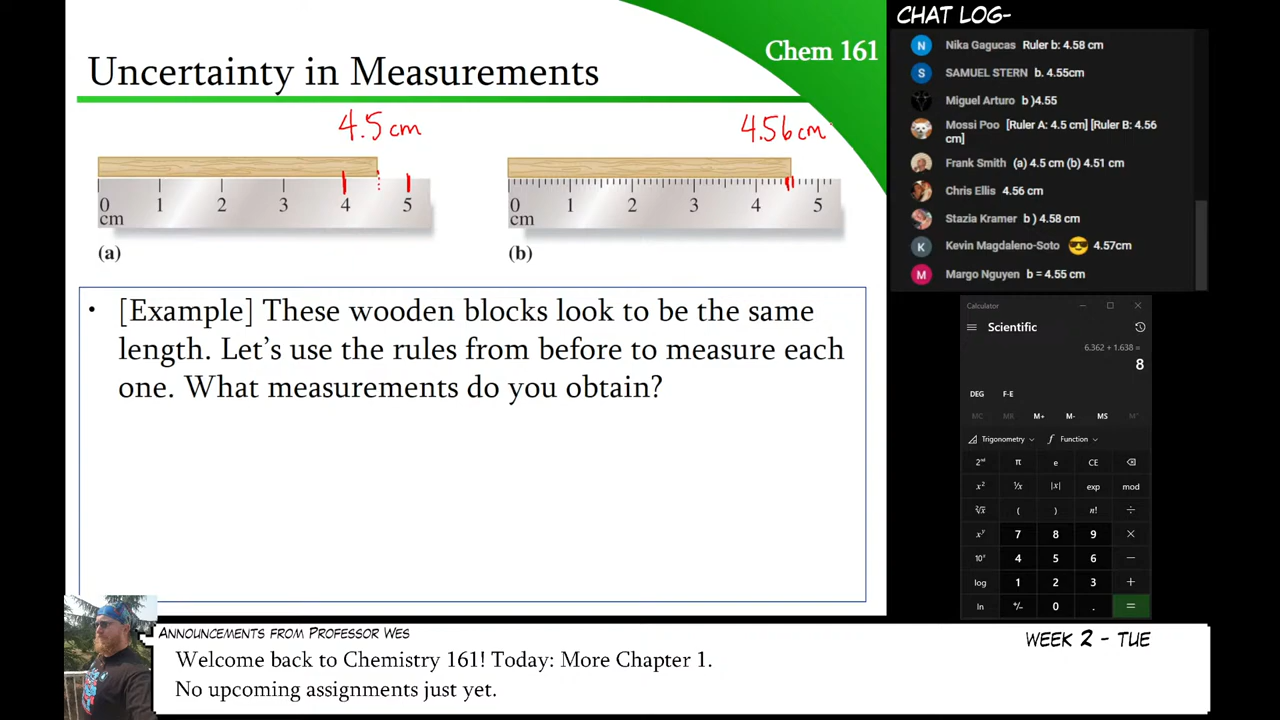 CHAT LOG-
Chem 161
Uncertainty in Measurements
4.5 cm
4.56 cm
0 1 2 3 4 5
cm
(a)
0 1 2 3 4 5
cm
(b)
• [Example] These wooden blocks look to be the same
length. Let's use the rules from before to measure each
one. What measurements do you obtain?
N Nika Gagucas Ruler b: 4.58 cm
S SAMUEL STERN b. 4.55cm
Miguel Arturo b )4.55
Mossi Poo [Ruler A: 4.5 cm] [Ruler B: 4.56
cm]
Frank Smith (a) 4.5 cm (b) 4.51 cm
Chris Ellis 4.56 cm
Stazia Kramer b ) 4.58 cm
K Kevin Magdaleno-Soto 😎 4.57cm
M Margo Nguyen b = 4.55 cm
Calculator
Scientific
6.362 + 1.638 =
8
DEG F-E
MC MR M+ M- MS M˅
Trigonometry Function
2ⁿᵈ π e CE
x² ¹/x |x| exp mod
²√x ( ) n! ÷
xʸ 7 8 9 ×
10ˣ 4 5 6 −
log 1 2 3 +
ln +/− 0 . =
Announcements from Professor Wes
WEEK 2 - TUE
Welcome back to Chemistry 161! Today: More Chapter 1.
No upcoming assignments just yet.